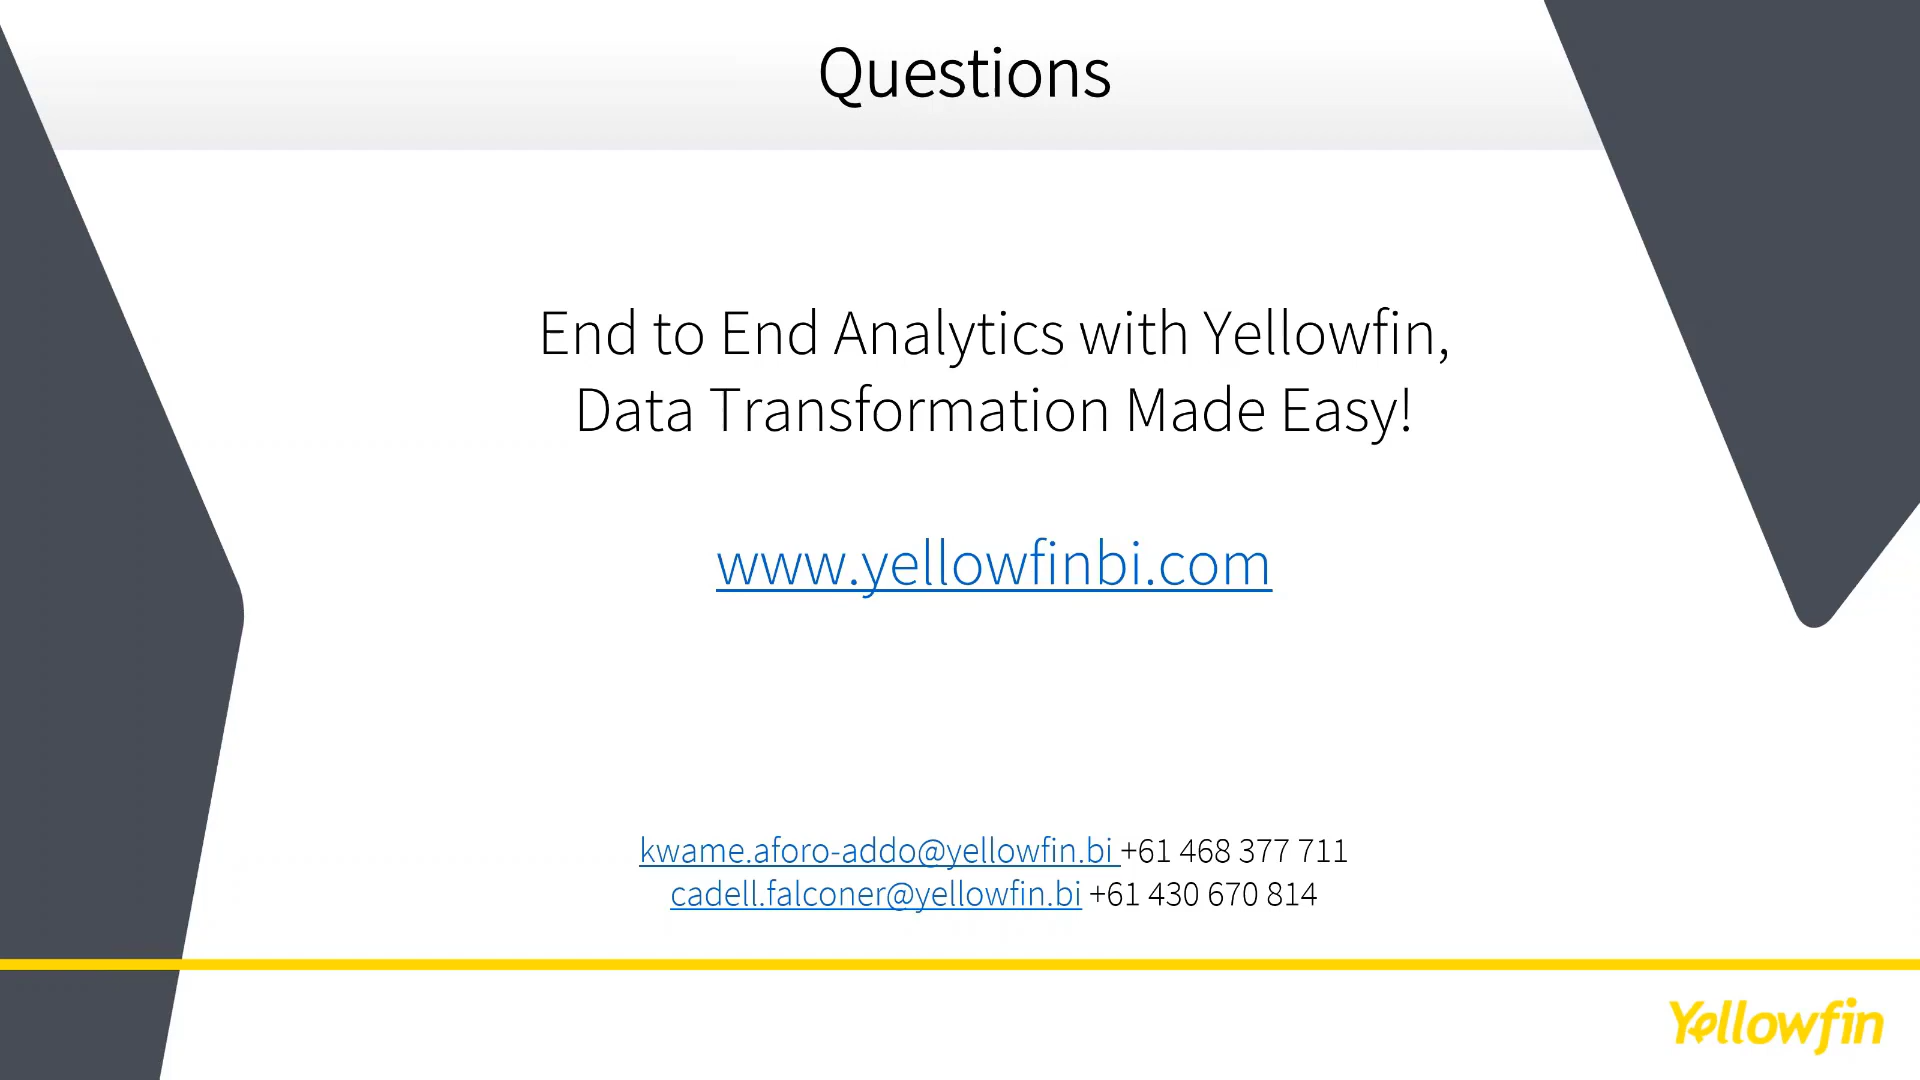 Questions
End to End Analytics with Yellowfin,
Data Transformation Made Easy!
www.yellowfinbi.com
kwame.aforo-addo@yellowfin.bi +61 468 377 711
cadell.falconer@yellowfin.bi +61 430 670 814
Yellowfin